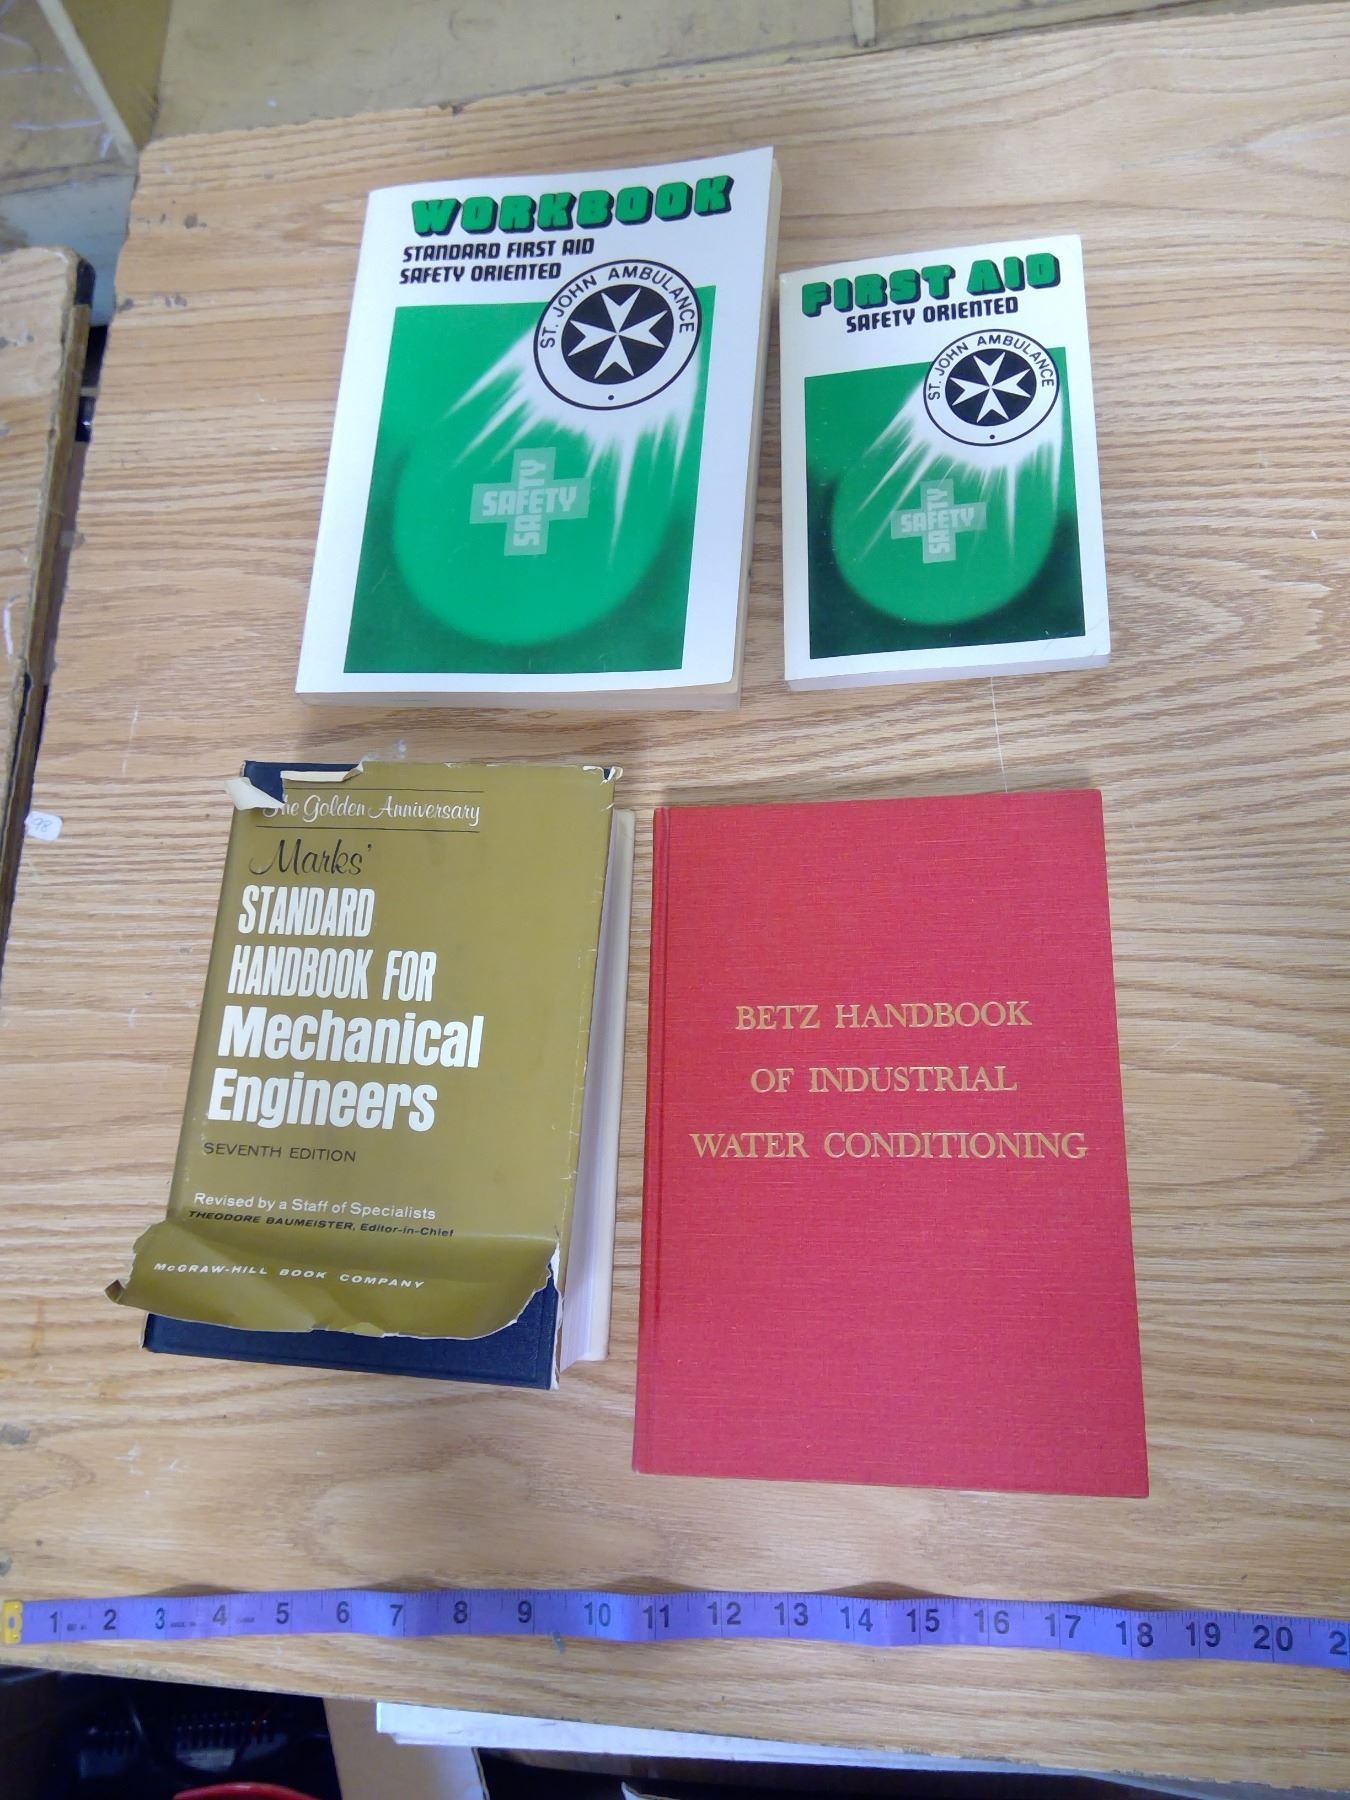 WORKBOOK
STANDARD FIRST AID
SAFETY ORIENTED
ST. JOHN AMBULANCE
SAFETY
SAFETY
FIRST AID
SAFETY ORIENTED
ST. JOHN AMBULANCE
SAFETY
SAFETY
The Golden Anniversary
Marks'
STANDARD
HANDBOOK FOR
Mechanical
Engineers
SEVENTH EDITION
Revised by a Staff of Specialists
THEODORE BAUMEISTER, Editor-in-Chief
McGRAW-HILL BOOK COMPANY
BETZ HANDBOOK
OF INDUSTRIAL
WATER CONDITIONING
98
1 2 3 4 5 6 7 8 9 10 11 12 13 14 15 16 17 18 19 20 2